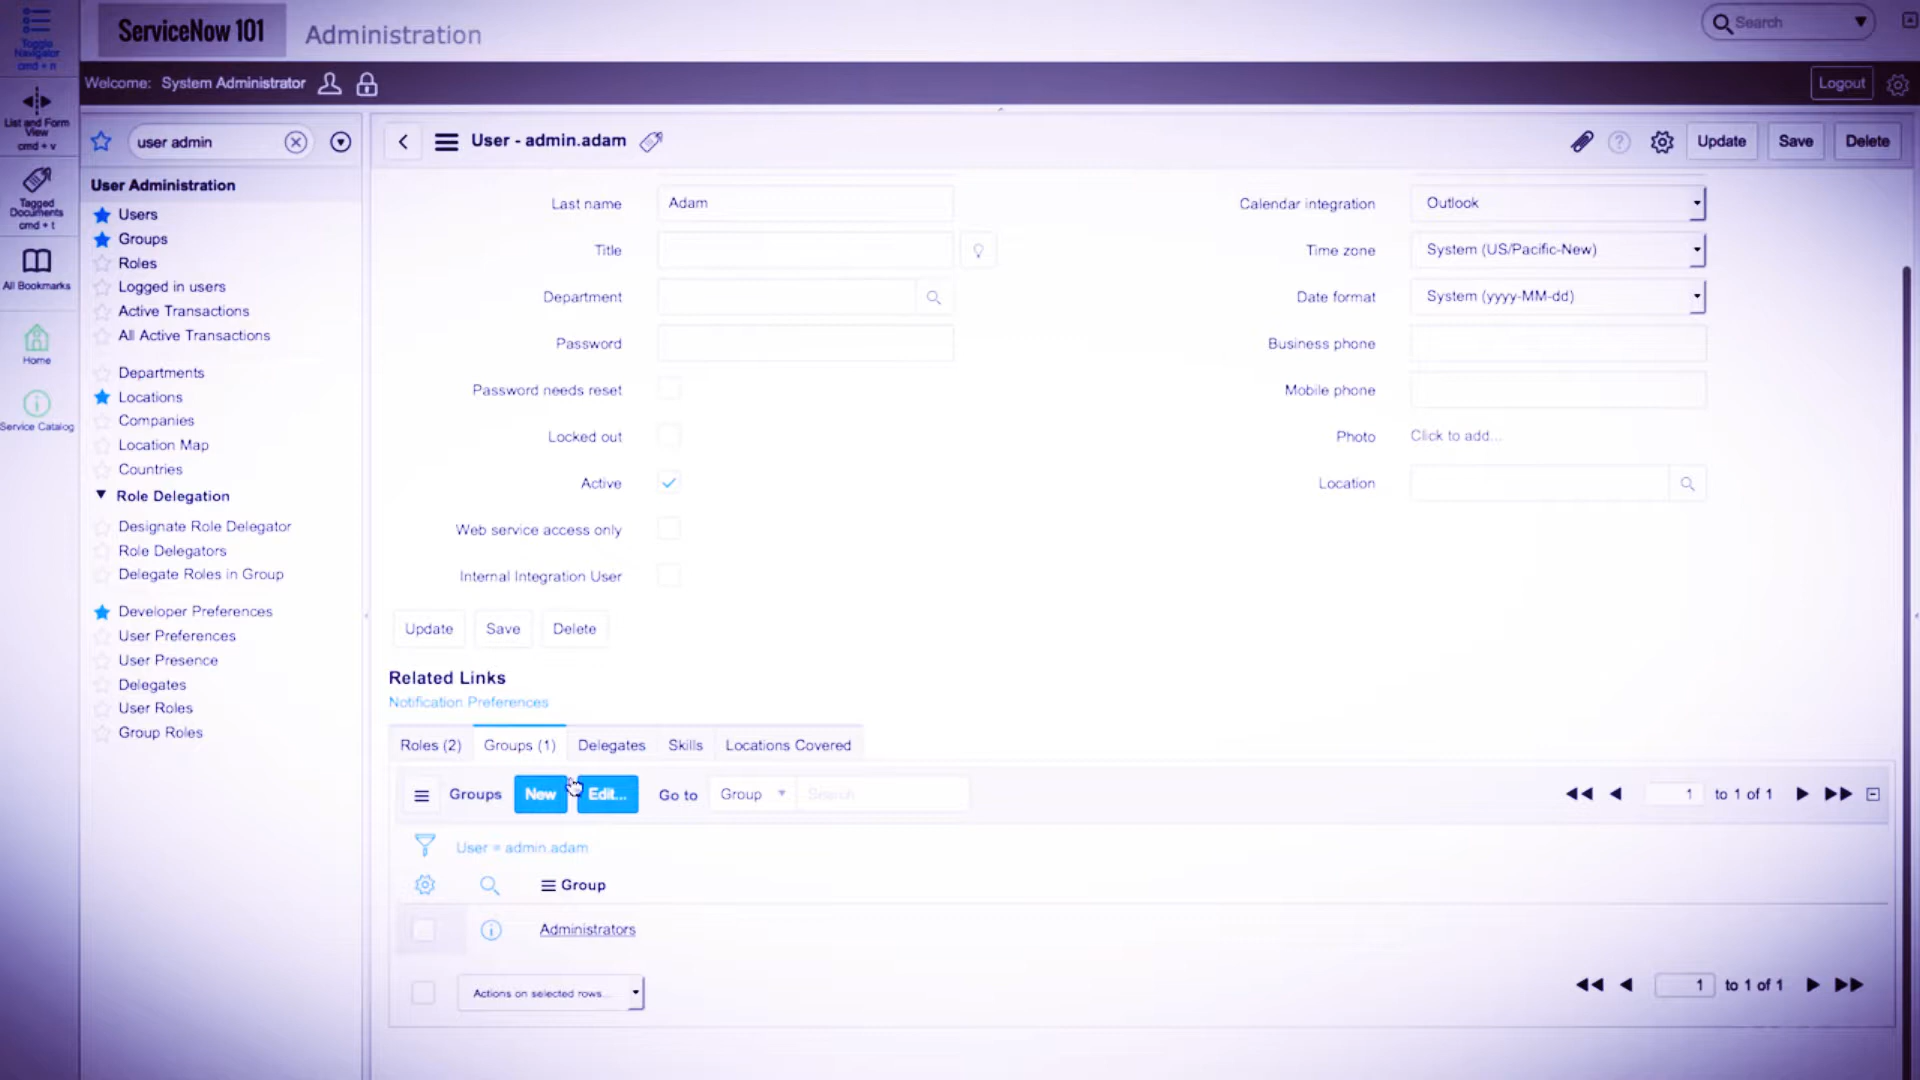 Toggle
Navigator
cmd + n
ServiceNow 101
Administration
Search
Welcome: System Administrator
Logout
List and Form
View
cmd + v
user admin
User - admin.adam
Update
Save
Delete
Tagged
Documents
cmd + t
All Bookmarks
Home
Service Catalog
User Administration
Users
Groups
Roles
Logged in users
Active Transactions
All Active Transactions
Departments
Locations
Companies
Location Map
Countries
Role Delegation
Designate Role Delegator
Role Delegators
Delegate Roles in Group
Developer Preferences
User Preferences
User Presence
Delegates
User Roles
Group Roles
Last name Adam
Title
Department
Password
Password needs reset
Locked out
Active
Web service access only
Internal Integration User
Calendar integration Outlook
Time zone System (US/Pacific-New)
Date format System (yyyy-MM-dd)
Business phone
Mobile phone
Photo Click to add...
Location
Update Save Delete
Related Links
Notification Preferences
Roles (2) Groups (1) Delegates Skills Locations Covered
Groups New Edit... Go to Group Search 1 to 1 of 1
User = admin.adam
Group
Administrators
Actions on selected rows... 1 to 1 of 1